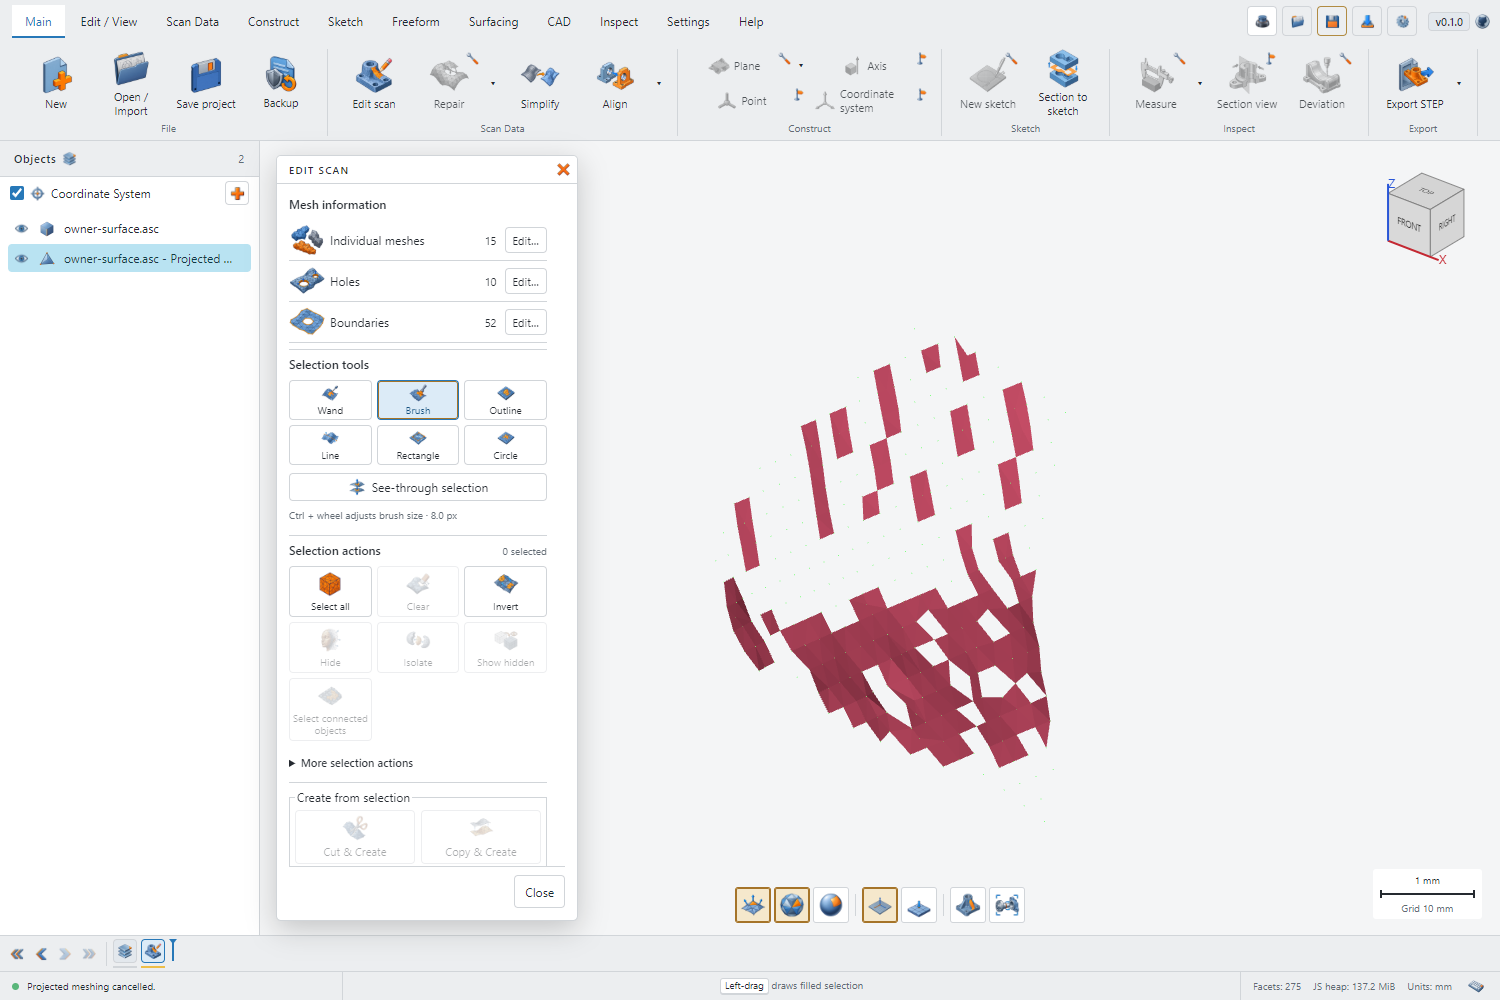 Main
Edit / View
Scan Data
Construct
Sketch
Freeform
Surfacing
CAD
Inspect
Settings
Help
v0.1.0
New
Open / Import
Save project
Backup
File
Edit scan
Repair
Simplify
Align
Scan Data
Plane
Axis
Point
Coordinate system
Construct
New sketch
Section to sketch
Sketch
Measure
Section view
Deviation
Inspect
Export STEP
Export
Objects
2
Coordinate System
owner-surface.asc
owner-surface.asc - Projected ...
EDIT SCAN
Mesh information
Individual meshes 15 Edit...
Holes 10 Edit...
Boundaries 52 Edit...
Selection tools
Wand
Brush
Outline
Line
Rectangle
Circle
See-through selection
Ctrl + wheel adjusts brush size · 8.0 px
Selection actions
0 selected
Select all
Clear
Invert
Hide
Isolate
Show hidden
Select connected objects
More selection actions
Create from selection
Cut & Create
Copy & Create
Close
Z
TOP
FRONT
RIGHT
X
1 mm
Grid 10 mm
Projected meshing cancelled.
Left-drag draws filled selection
Facets: 275
JS heap: 137.2 MiB
Units: mm